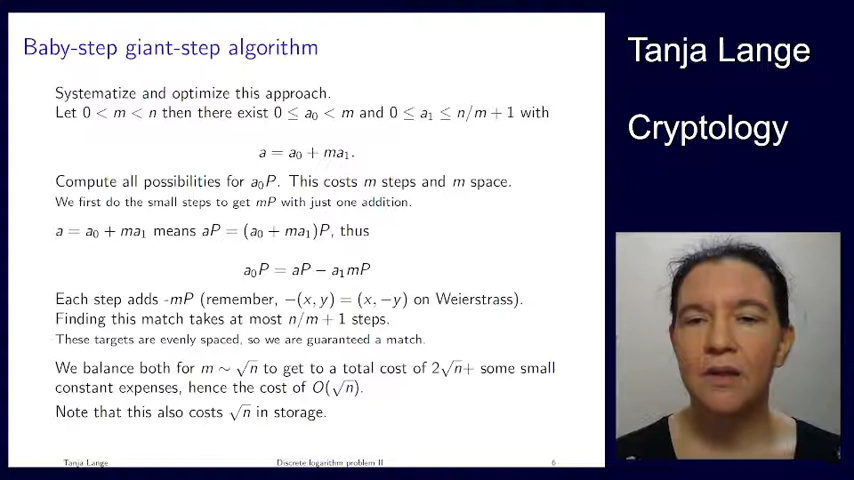 Baby-step giant-step algorithm
Systematize and optimize this approach.
Let 0 < m < n then there exist 0 ≤ a₀ < m and 0 ≤ a₁ ≤ n/m + 1 with
a = a₀ + ma₁.
Compute all possibilities for a₀P. This costs m steps and m space.
We first do the small steps to get mP with just one addition.
a = a₀ + ma₁ means aP = (a₀ + ma₁)P, thus
a₀P = aP − a₁mP
Each step adds -mP (remember, −(x, y) = (x, −y) on Weierstrass).
Finding this match takes at most n/m + 1 steps.
These targets are evenly spaced, so we are guaranteed a match.
We balance both for m ∼ √n to get to a total cost of 2√n+ some small
constant expenses, hence the cost of O(√n).
Note that this also costs √n in storage.
Tanja Lange
Discrete logarithm problem II
6
Tanja Lange
Cryptology